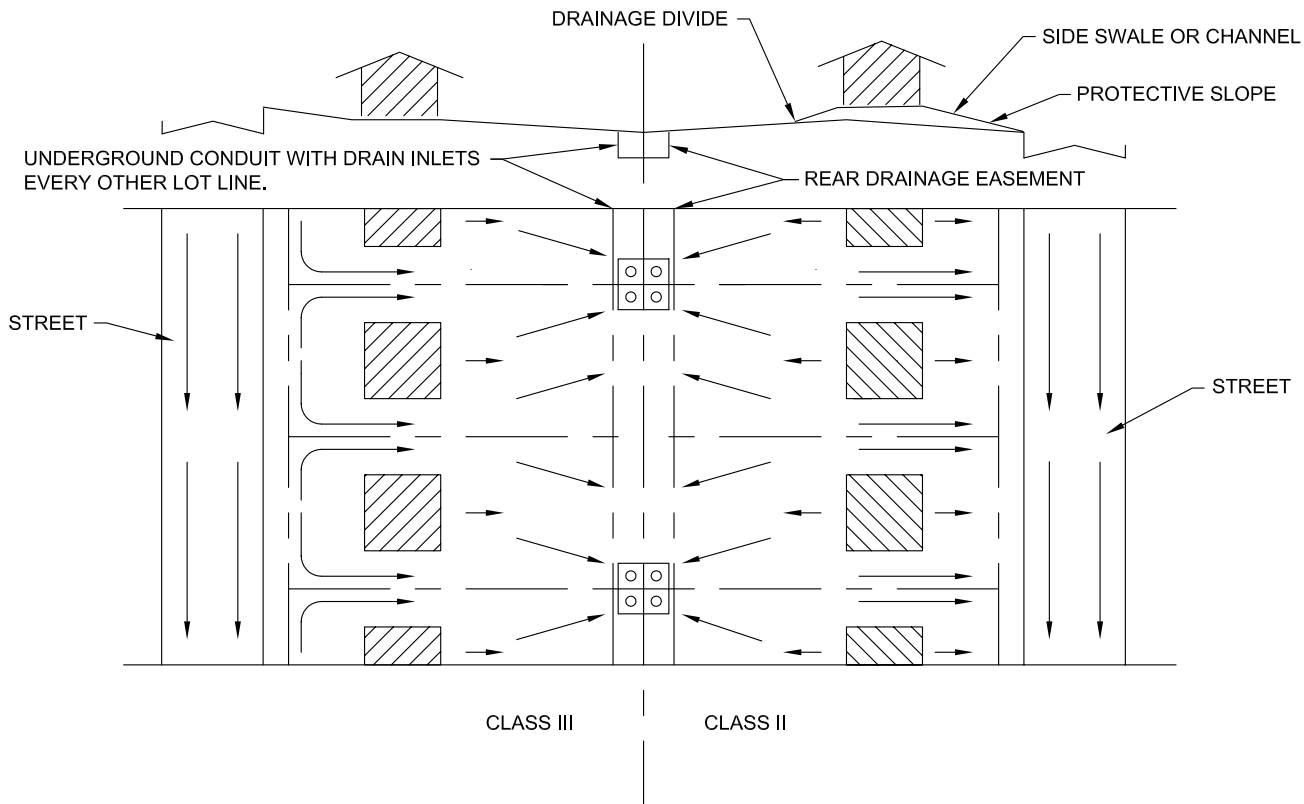 DRAINAGE DIVIDE
SIDE SWALE OR CHANNEL
PROTECTIVE SLOPE
UNDERGROUND CONDUIT WITH DRAIN INLETS
EVERY OTHER LOT LINE.
REAR DRAINAGE EASEMENT
STREET
STREET
CLASS III
CLASS II